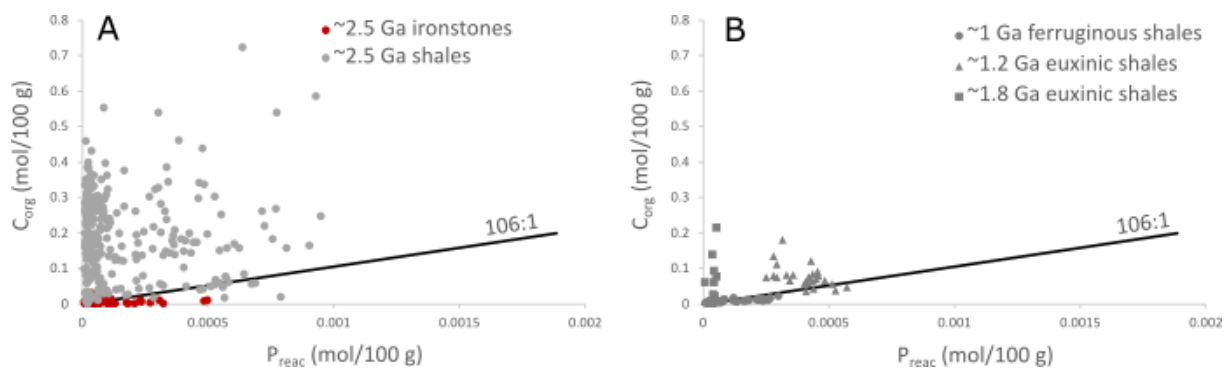 A
~2.5 Ga ironstones
~2.5 Ga shales
0.8
0.7
0.6
0.5
0.4
0.3
0.2
0.1
0
C_org (mol/100 g)
106:1
0
0.0005
0.001
0.0015
0.002
P_reac (mol/100 g)
B
~1 Ga ferruginous shales
~1.2 Ga euxinic shales
~1.8 Ga euxinic shales
0.8
0.7
0.6
0.5
0.4
0.3
0.2
0.1
0
C_org (mol/100 g)
106:1
0
0.0005
0.001
0.0015
0.002
P_reac (mol/100 g)